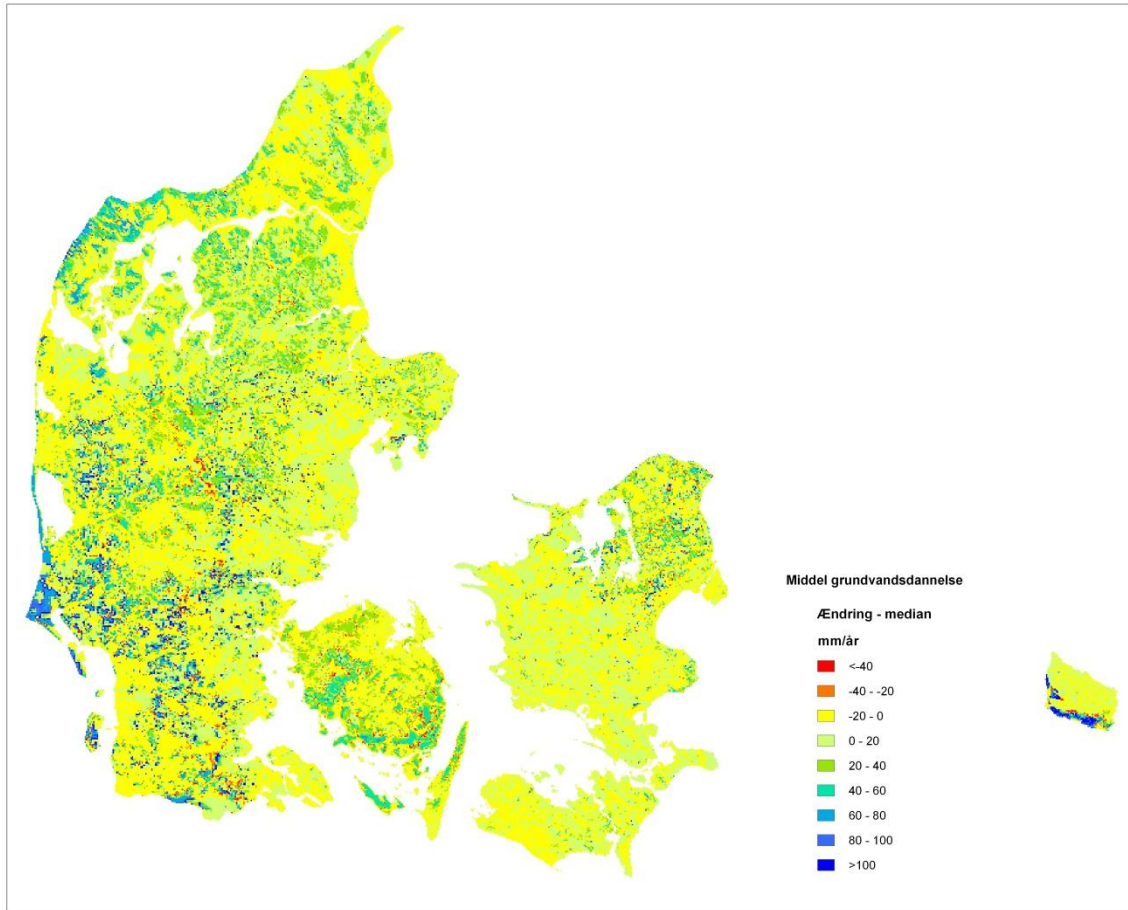 Middel grundvandsdannelse
Ændring - median
mm/år
<-40
-40 - -20
-20 - 0
0 - 20
20 - 40
40 - 60
60 - 80
80 - 100
>100